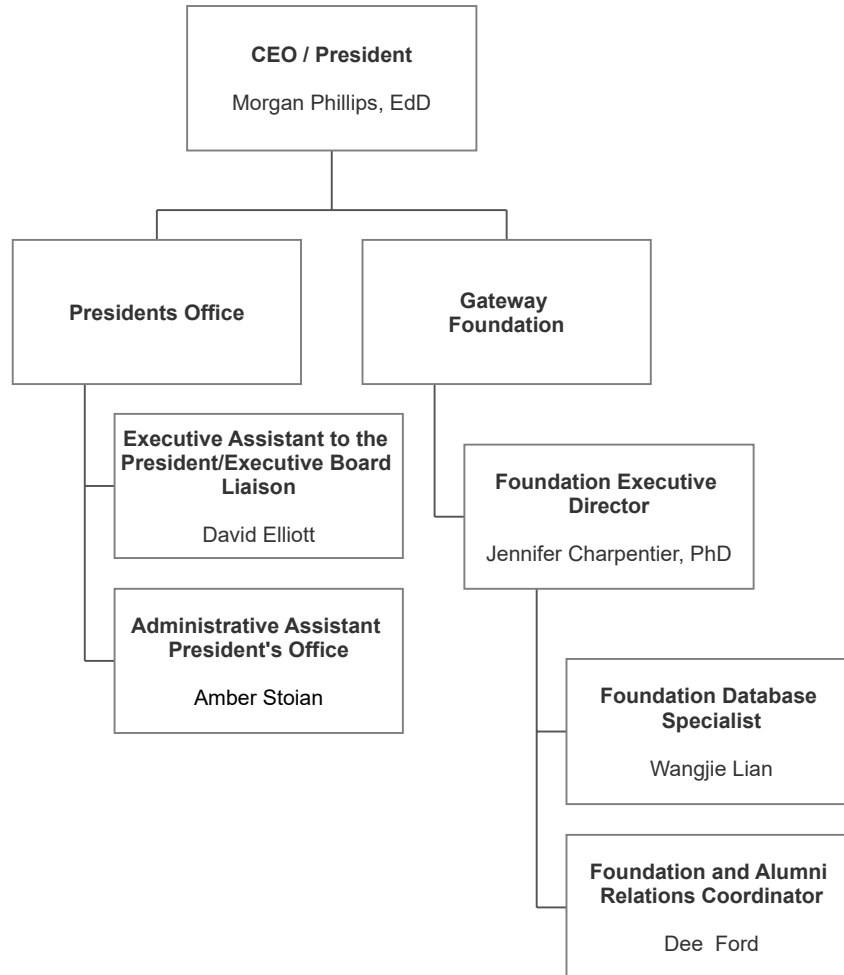 CEO / President
Morgan Phillips, EdD
Presidents Office
Gateway
Foundation
Executive Assistant to the
President/Executive Board
Liaison
David Elliott
Administrative Assistant
President's Office
Amber Stoian
Foundation Executive
Director
Jennifer Charpentier, PhD
Foundation Database
Specialist
Wangjie Lian
Foundation and Alumni
Relations Coordinator
Dee  Ford